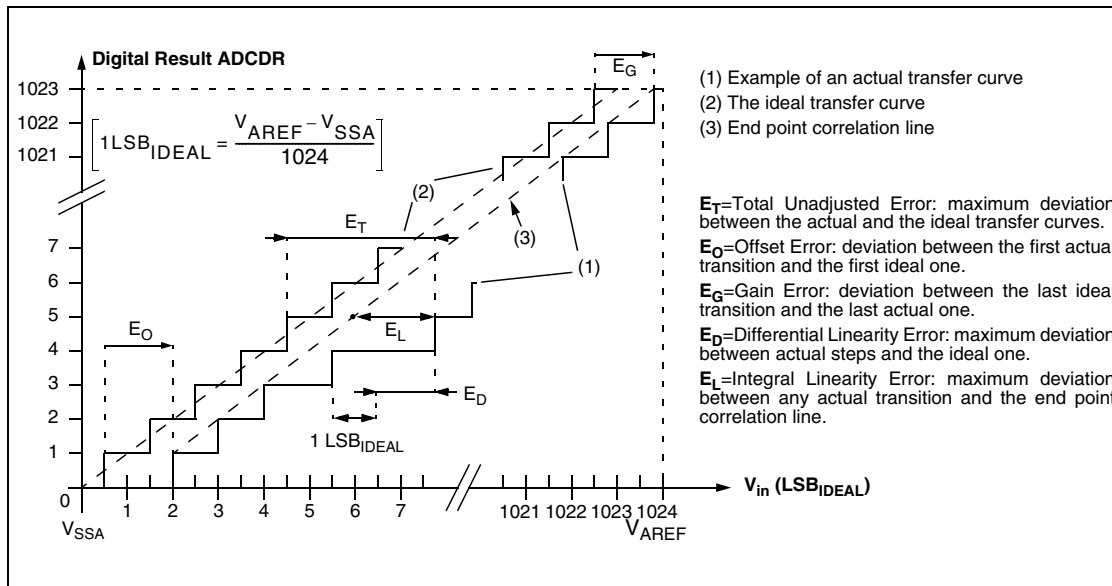 Digital Result ADCDR
E_G
1023
1022
1021
1LSB_IDEAL = (V_AREF – V_SSA) / 1024
(2)
E_T
(3)
7
6
(1)
5
E_L
E_O
4
3
E_D
2
1 LSB_IDEAL
1
0
1 2 3 4 5 6 7 1021 1022 1023 1024
V_in (LSB_IDEAL)
V_SSA
V_AREF
(1) Example of an actual transfer curve
(2) The ideal transfer curve
(3) End point correlation line
E_T=Total Unadjusted Error: maximum deviation
between the actual and the ideal transfer curves.
E_O=Offset Error: deviation between the first actual
transition and the first ideal one.
E_G=Gain Error: deviation between the last ideal
transition and the last actual one.
E_D=Differential Linearity Error: maximum deviation
between actual steps and the ideal one.
E_L=Integral Linearity Error: maximum deviation
between any actual transition and the end point
correlation line.